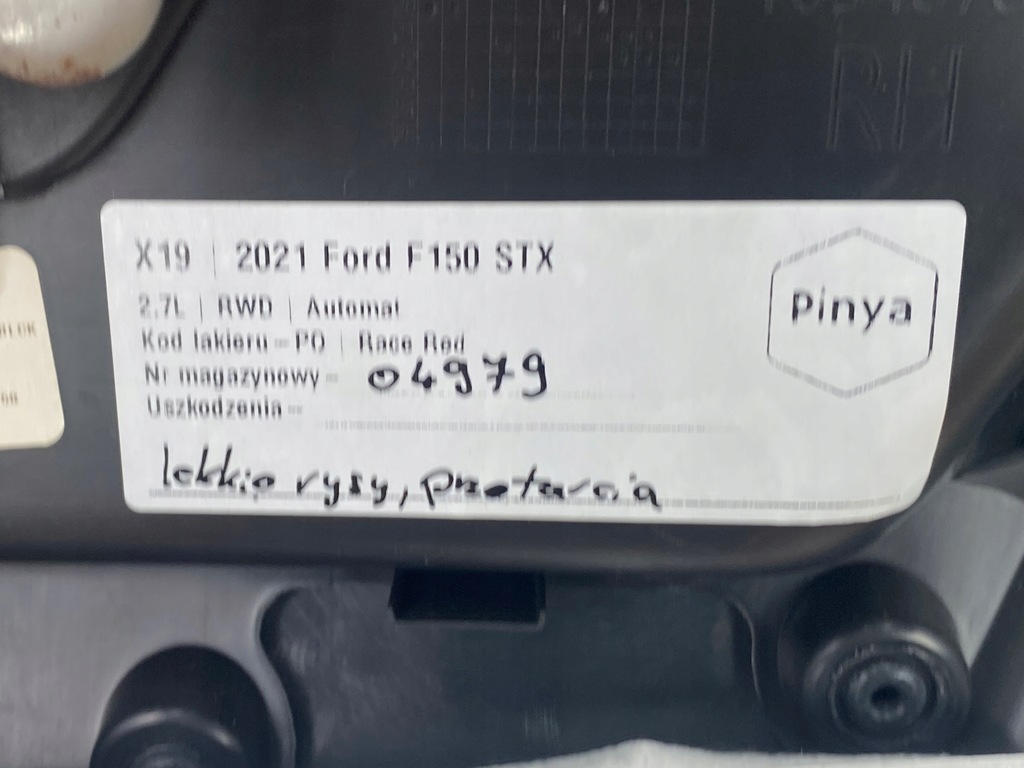 RH
X19 | 2021 Ford F150 STX
2.7L | RWD | Automat
Kod lakieru - PQ | Race Red
Nr magazynowy - 04979
Uszkodzenia -
lekkie rysy, przetarcia
Pinya